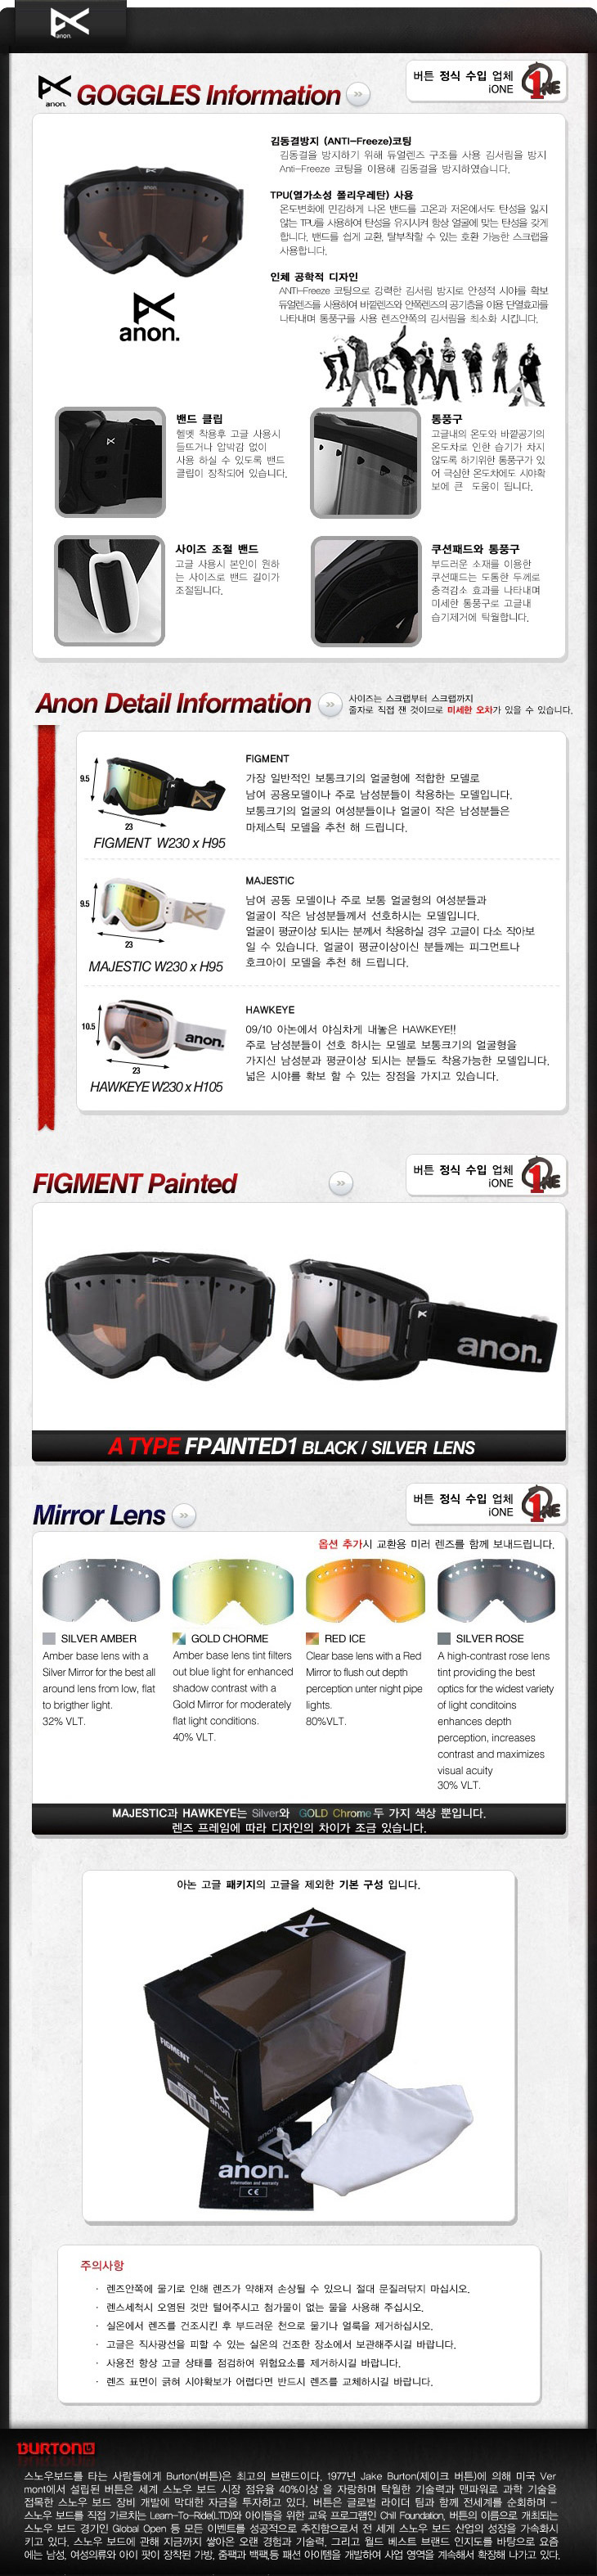 anon.
anon.
GOGGLES Information
버튼 정식 수입 업체
iONE
1NE
김동결방지 (ANTI-Freeze)코팅
김동결을 방지하기 위해 듀얼렌즈 구조를 사용 김서림을 방지
Anti-Freeze 코팅을 이용해 김동결을 방지하였습니다.
TPU(열가소성 폴리우레탄) 사용
온도변화에 민감하게 나온 밴드를 고온과 저온에서도 탄성을 잃지
않는 TPU를 사용하여 탄성을 유지시켜 항상 얼굴에 맞는 탄성을 갖게
합니다. 밴드를 쉽게 교환, 탈부착할 수 있는 호환 가능한 스크랩을
사용합니다.
인체 공학적 디자인
ANTI-Freeze 코팅으로 강력한 김서림 방지로 안정적 시야를 확보
듀얼렌즈를 사용하여 바깥렌즈와 안쪽렌즈의 공기층을 이용 단열효과를
나타내며 통풍구를 사용 렌즈안쪽의 김서림을 최소화 시킵니다.
anon.
밴드 클립
헬멧 착용후 고글 사용시
들뜨거나 압박감 없이
사용 하실 수 있도록 밴드
클립이 장착되어 있습니다.
통풍구
고글내의 온도와 바깥공기의
온도차로 인한 습기가 차지
않도록 하기위한 통풍구가 있
어 극심한 온도차에도 시야확
보에 큰 도움이 됩니다.
사이즈 조절 밴드
고글 사용시 본인이 원하
는 사이즈로 밴드 길이가
조절됩니다.
쿠션패드와 통풍구
부드러운 소재를 이용한
쿠션패드는 도톰한 두께로
충격감소 효과를 나타내며
미세한 통풍구로 고글내
습기제거에 탁월합니다.
Anon Detail Information
사이즈는 스크랩부터 스크랩까지
줄자로 직접 잰 것이므로 미세한 오차가 있을 수 있습니다.
9.5
23
FIGMENT W230 x H95
FIGMENT
가장 일반적인 보통크기의 얼굴형에 적합한 모델로
남여 공용모델이나 주로 남성분들이 착용하는 모델입니다.
보통크기의 얼굴의 여성분들이나 얼굴이 작은 남성분들은
마제스틱 모델을 추천 해 드립니다.
9.5
23
MAJESTIC W230 x H95
MAJESTIC
남여 공동 모델이나 주로 보통 얼굴형의 여성분들과
얼굴이 작은 남성분들께서 선호하시는 모델입니다.
얼굴이 평균이상 되시는 분께서 착용하실 경우 고글이 다소 작아보
일 수 있습니다. 얼굴이 평균이상이신 분들께는 피그먼트나
호크아이 모델을 추천 해 드립니다.
10.5
anon.
23
HAWKEYE W230 x H105
HAWKEYE
09/10 아논에서 야심차게 내놓은 HAWKEYE!!
주로 남성분들이 선호 하시는 모델로 보통크기의 얼굴형을
가지신 남성분과 평균이상 되시는 분들도 착용가능한 모델입니다.
넓은 시야를 확보 할 수 있는 장점을 가지고 있습니다.
FIGMENT Painted
버튼 정식 수입 업체
iONE
1NE
anon.
A TYPE FPAINTED1 BLACK / SILVER LENS
Mirror Lens
버튼 정식 수입 업체
iONE
1NE
옵션 추가시 교환용 미러 렌즈를 함께 보내드립니다.
SILVER AMBER
Amber base lens with a
Silver Mirror for the best all
around lens from low, flat
to brigther light.
32% VLT.
GOLD CHORME
Amber base lens tint filters
out blue light for enhanced
shadow contrast with a
Gold Mirror for moderately
flat light conditions.
40% VLT.
RED ICE
Clear base lens with a Red
Mirror to flush out depth
perception unter night pipe
lights.
80%VLT.
SILVER ROSE
A high-contrast rose lens
tint providing the best
optics for the widest variety
of light conditoins
enhances depth
perception, increases
contrast and maximizes
visual acuity
30% VLT.
MAJESTIC과 HAWKEYE는 Silver와 GOLD Chrome두 가지 색상 뿐입니다.
렌즈 프레임에 따라 디자인의 차이가 조금 있습니다.
아논 고글 패키지의 고글을 제외한 기본 구성 입니다.
FIGMENT
anon.
anon.
information and warranty
CE
주의사항
· 렌즈안쪽에 물기로 인해 렌즈가 약해져 손상될 수 있으니 절대 문질러닦지 마십시오.
· 렌스세척시 오염된 것만 털어주시고 첨가물이 없는 물을 사용해 주십시오.
· 실온에서 렌즈를 건조시킨 후 부드러운 천으로 물기나 얼룩을 제거하십시오.
· 고글은 직사광선을 피할 수 있는 실온의 건조한 장소에서 보관해주시길 바랍니다.
· 사용전 항상 고글 상태를 점검하여 위험요소를 제거하시길 바랍니다.
· 렌즈 표면이 긁혀 시야확보가 어렵다면 반드시 렌즈를 교체하시길 바랍니다.
BURTON
스노우보드를 타는 사람들에게 Burton(버튼)은 최고의 브랜드이다. 1977년 Jake Burton(제이크 버튼)에 의해 미국 Ver
mont에서 설립된 버튼은 세계 스노우 보드 시장 점유율 40%이상 을 자랑하며 탁월한 기술력과 맨파워로 과학 기술을
접목한 스노우 보드 장비 개발에 막대한 자금을 투자하고 있다. 버튼은 글로벌 라이더 팀과 함께 전세계를 순회하며 -
스노우 보드를 직접 가르치는 Learn-To-Ride(LTD)와 아이들을 위한 교육 프로그램인 Chill Foundation, 버튼의 이름으로 개최되는
스노우 보드 경기인 Global Open 등 모든 이벤트를 성공적으로 추진함으로서 전 세계 스노우 보드 산업의 성장을 가속화시
키고 있다. 스노우 보드에 관해 지금까지 쌓아온 오랜 경험과 기술력, 그리고 월드 베스트 브랜드 인지도를 바탕으로 요즘
에는 남성, 여성의류와 아이 팟이 장착된 가방, 줌팩과 백팩,등 패션 아이템을 개발하여 사업 영역을 계속해서 확장해 나가고 있다.